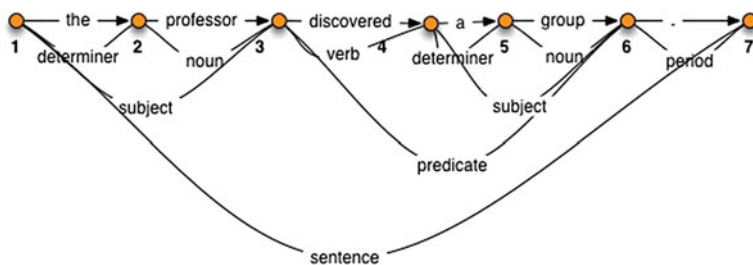 the professor discovered a group .
determiner noun verb determiner noun period
1 2 3 4 5 6 7
subject subject
predicate
sentence